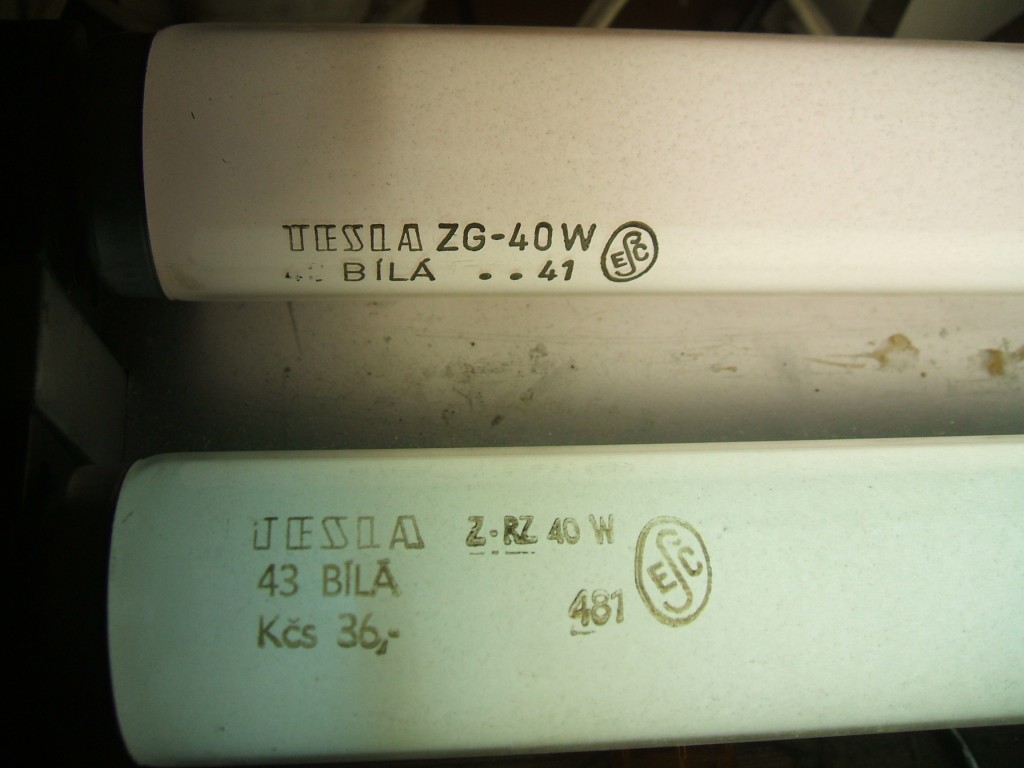 TESLA ZG-40W ESC
BÍLÁ .. 41
TESLA Z-RZ 40 W
43 BÍLÁ
481 ESC
Kčs 36,-